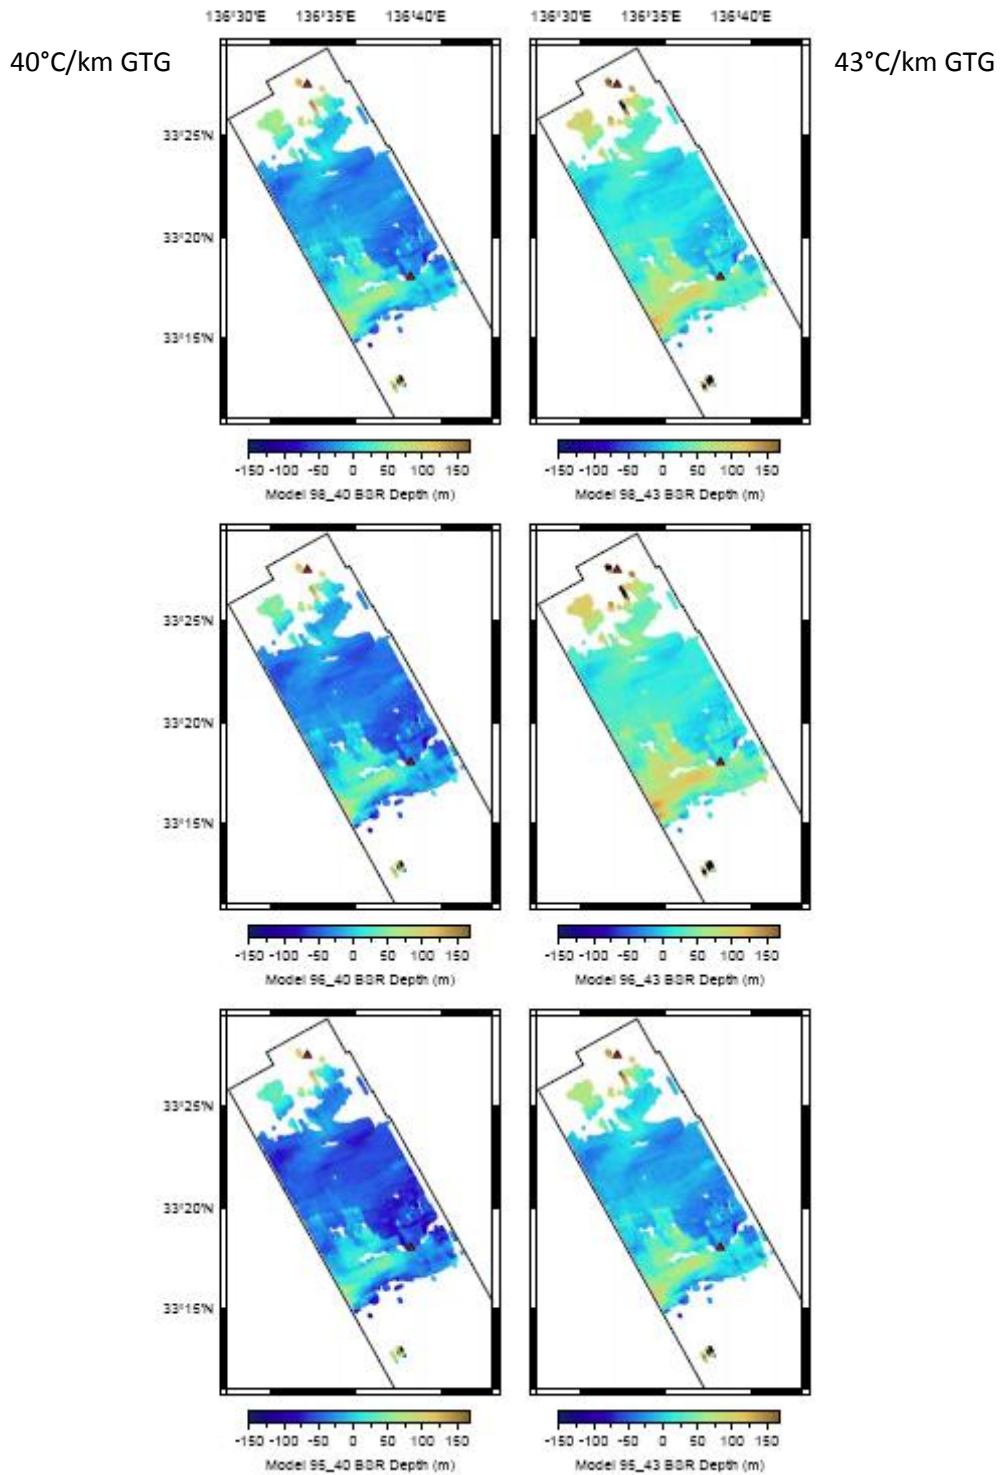 136°30'E 136°35'E 136°40'E 136°30'E 136°35'E 136°40'E
40°C/km GTG
43°C/km GTG
33°25'N
33°20'N
33°15'N
-150 -100 -50 0 50 100 150
Model 98_40 BSR Depth (m)
-150 -100 -50 0 50 100 150
Model 98_43 BSR Depth (m)
33°25'N
33°20'N
33°15'N
-150 -100 -50 0 50 100 150
Model 96_40 BSR Depth (m)
-150 -100 -50 0 50 100 150
Model 96_43 BSR Depth (m)
33°25'N
33°20'N
33°15'N
-150 -100 -50 0 50 100 150
Model 95_40 BSR Depth (m)
-150 -100 -50 0 50 100 150
Model 95_43 BSR Depth (m)